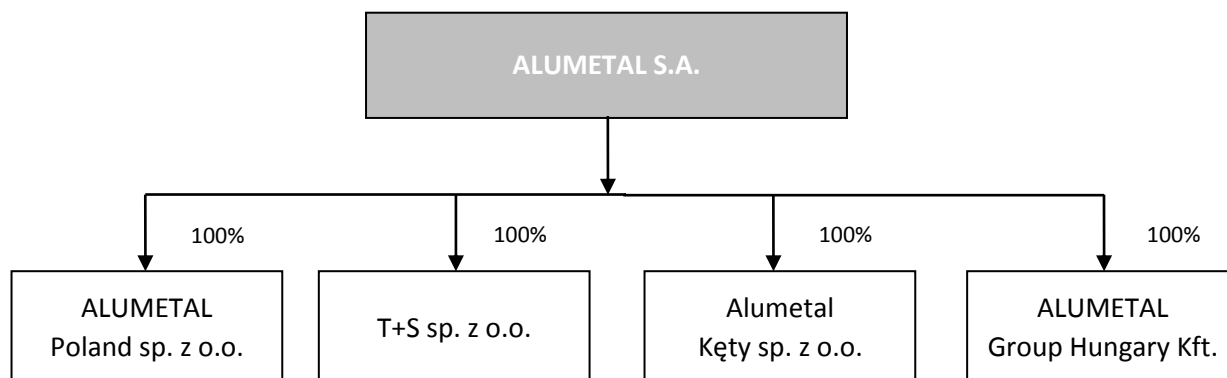 ALUMETAL S.A.
100%
100%
100%
100%
ALUMETAL
Poland sp. z o.o.
T+S sp. z o.o.
Alumetal
Kęty sp. z o.o.
ALUMETAL
Group Hungary Kft.